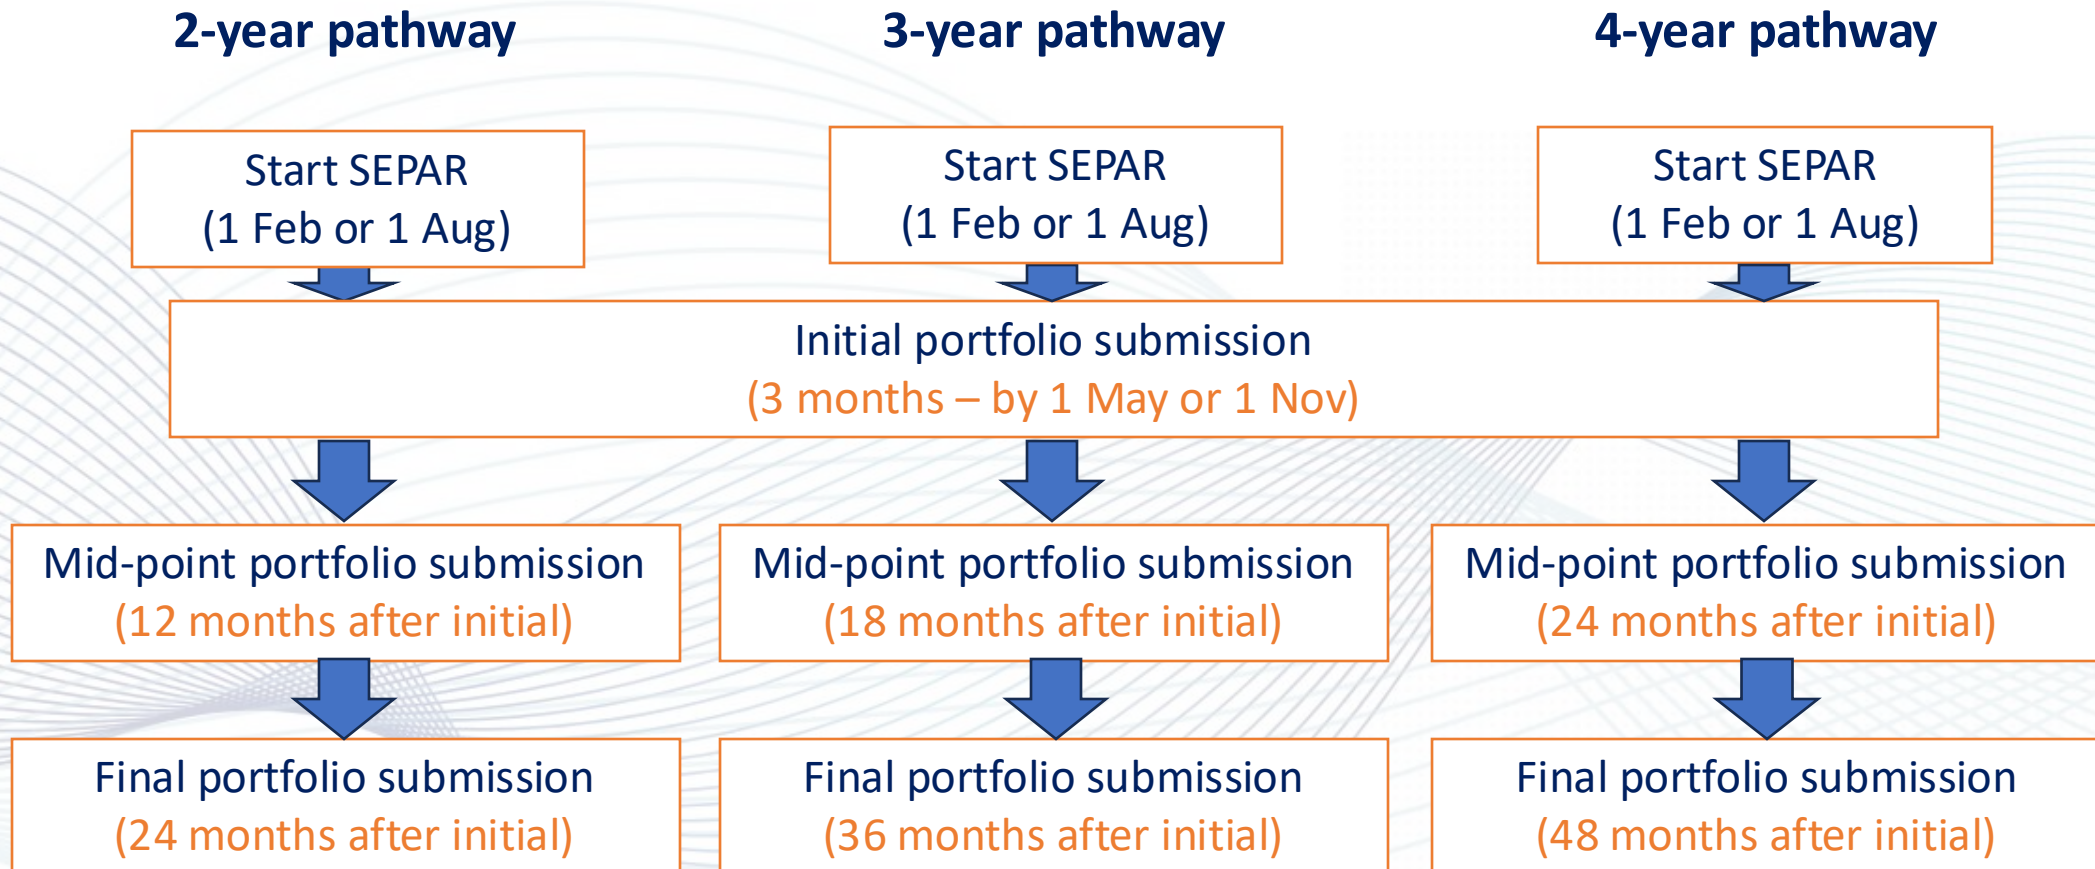 2-year pathway
3-year pathway
4-year pathway
Start SEPAR
(1 Feb or 1 Aug)
Start SEPAR
(1 Feb or 1 Aug)
Start SEPAR
(1 Feb or 1 Aug)
Initial portfolio submission
(3 months – by 1 May or 1 Nov)
Mid-point portfolio submission
(12 months after initial)
Mid-point portfolio submission
(18 months after initial)
Mid-point portfolio submission
(24 months after initial)
Final portfolio submission
(24 months after initial)
Final portfolio submission
(36 months after initial)
Final portfolio submission
(48 months after initial)